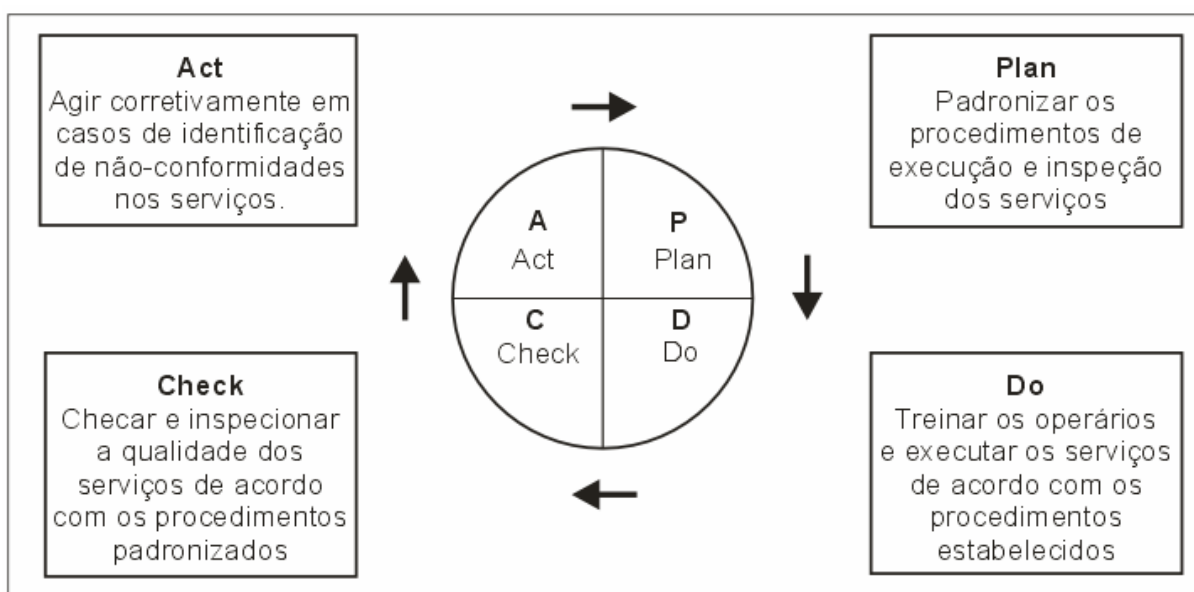 Act
Agir corretivamente em
casos de identificação
de não-conformidades
nos serviços.
Plan
Padronizar os
procedimentos de
execução e inspeção
dos serviços
A
Act
P
Plan
C
Check
D
Do
Check
Checar e inspecionar
a qualidade dos
serviços de acordo
com os procedimentos
padronizados
Do
Treinar os operários
e executar os serviços
de acordo com os
procedimentos
estabelecidos